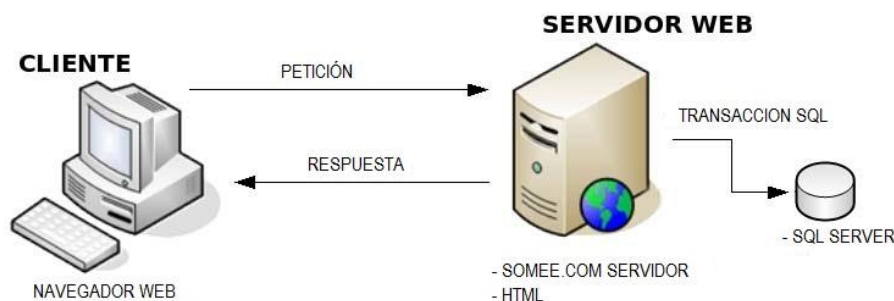 SERVIDOR WEB
CLIENTE
PETICIÓN
TRANSACCION SQL
RESPUESTA
- SQL SERVER
- SOMEE.COM SERVIDOR
- HTML
NAVEGADOR WEB